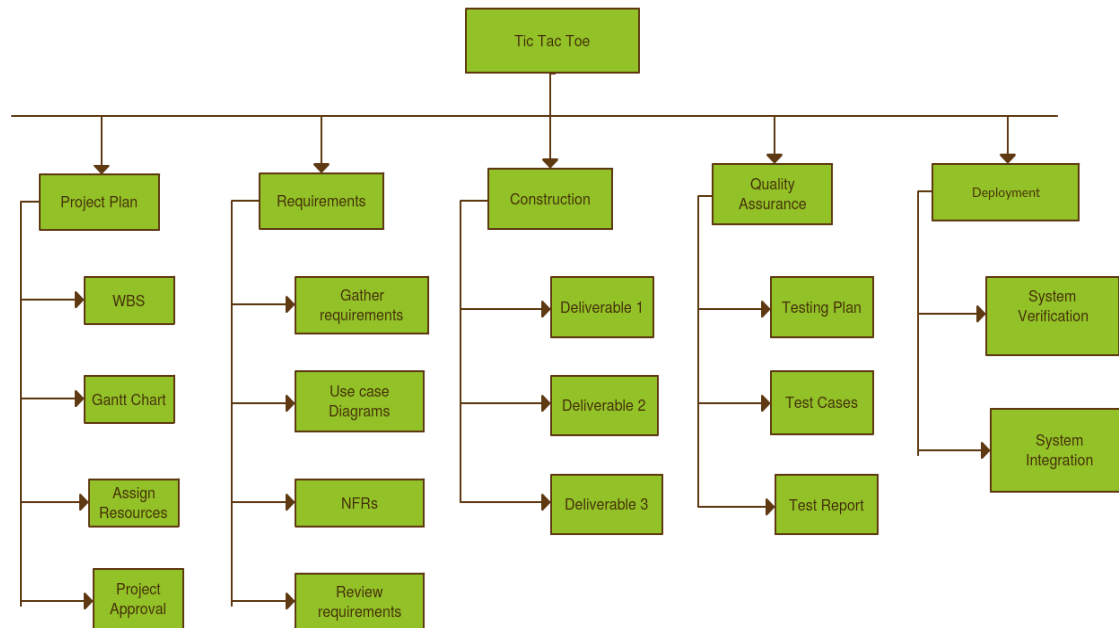 Tic Tac Toe
Project Plan
WBS
Gantt Chart
Assign
Resources
Project
Approval
Requirements
Gather
requirements
Use case
Diagrams
NFRs
Review
requirements
Construction
Deliverable 1
Deliverable 2
Deliverable 3
Quality
Assurance
Testing Plan
Test Cases
Test Report
Deployment
System
Verification
System
Integration